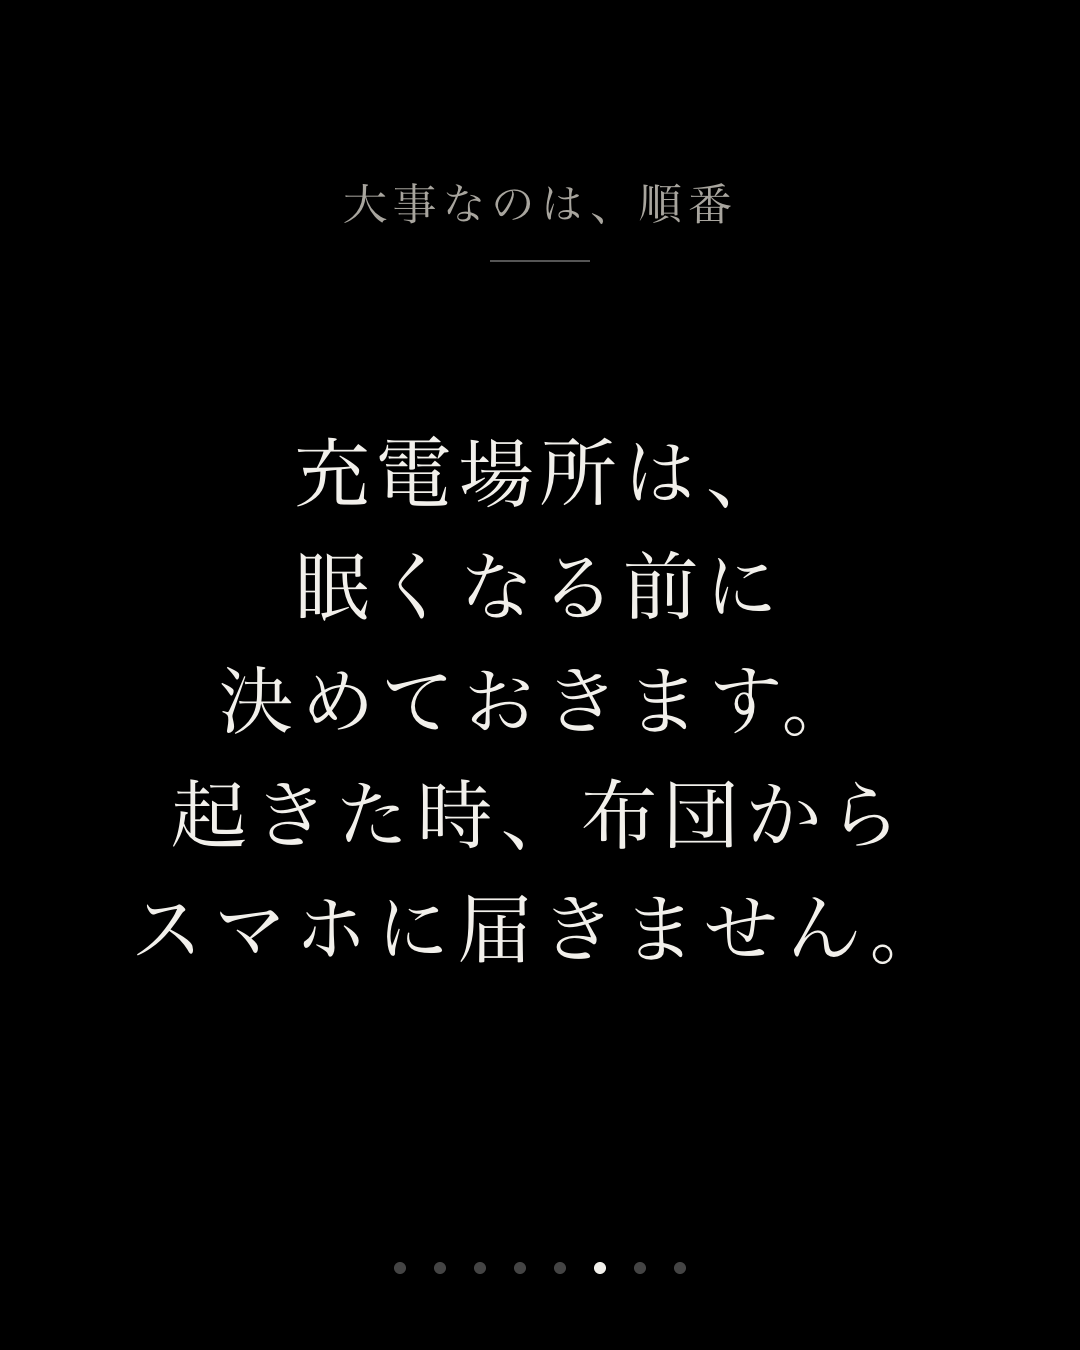 大事なのは、順番
充電場所は、
眠くなる前に
決めておきます。
起きた時、布団から
スマホに届きません。